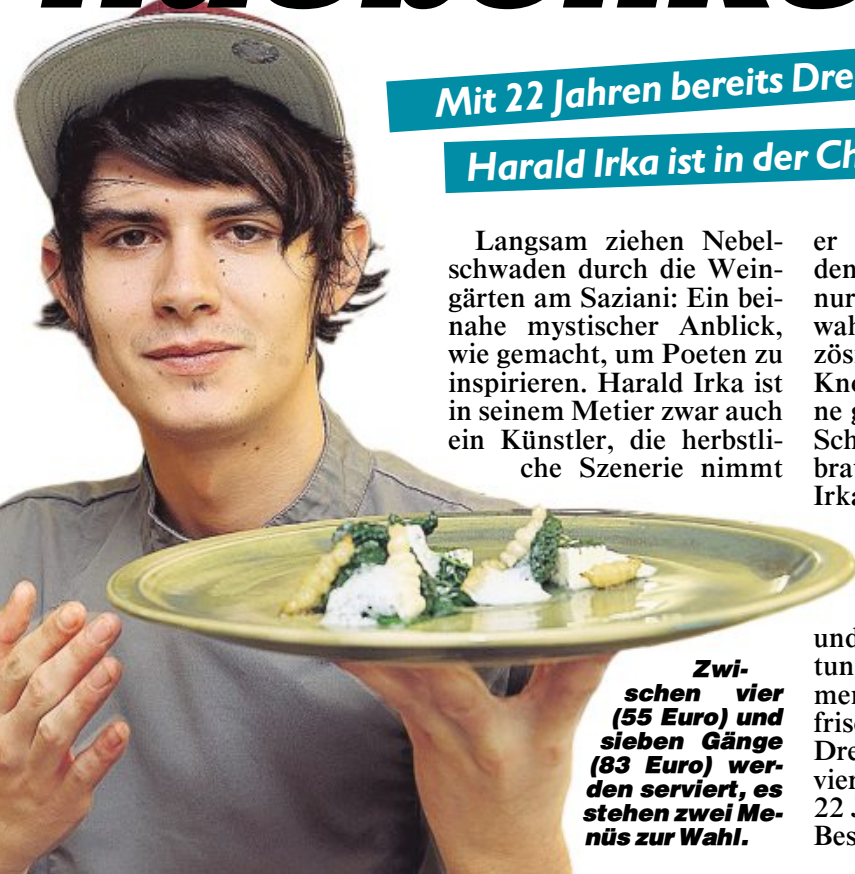 Mit 22 Jahren bereits Dre
Harald Irka ist in der Ch
Langsam ziehen Nebel-
schwaden durch die Wein-
gärten am Saziani: Ein bei-
nahe mystischer Anblick,
wie gemacht, um Poeten zu
inspirieren. Harald Irka ist
in seinem Metier zwar auch
ein Künstler, die herbstli-
che Szenerie nimmt
er
den
nur
wah
zös
Kno
ne g
Sch
bra
Irka
und
tun
men
fris
Dre
vier
22 J
Bes
Zwi-
schen vier
(55 Euro) und
sieben Gänge
(83 Euro) wer-
den serviert, es
stehen zwei Me-
nüs zur Wahl.